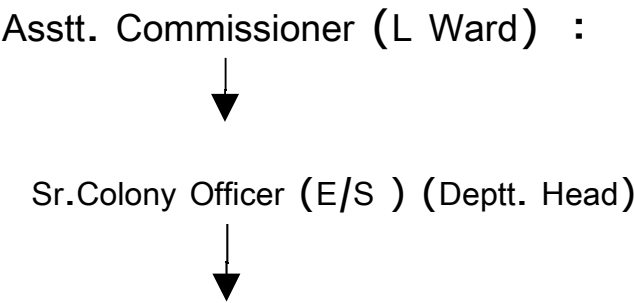 Asstt. Commissioner (L Ward) :
Sr.Colony Officer (E/S ) (Deptt. Head)